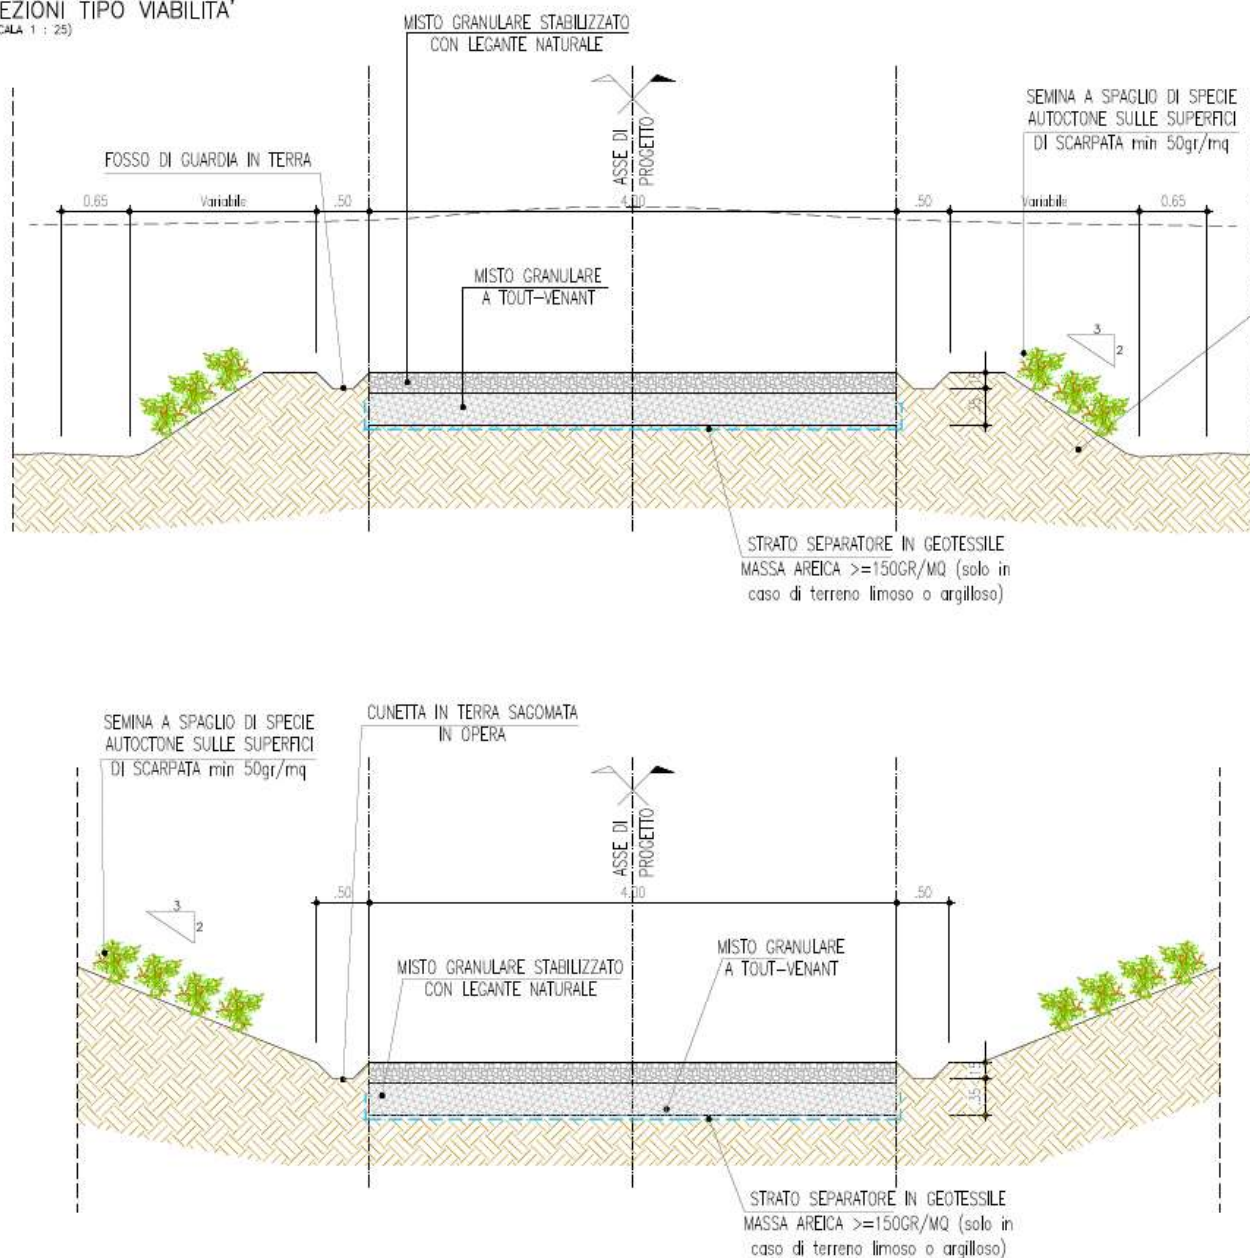 EZIONI TIPO VIABILITA'
CALA 1 : 25)
MISTO GRANULARE STABILIZZATO
CON LEGANTE NATURALE
SEMINA A SPAGLIO DI SPECIE
AUTOCTONE SULLE SUPERFICI
DI SCARPATA min 50gr/mq
ASSE DI
PROGETTO
FOSSO DI GUARDIA IN TERRA
0.65 Variabile .50 4.00 .50 Variabile 0.65
MISTO GRANULARE
A TOUT-VENANT
3
2
.15
.35
STRATO SEPARATORE IN GEOTESSILE
MASSA AREICA >=150GR/MQ (solo in
caso di terreno limoso o argilloso)
CUNETTA IN TERRA SAGOMATA
IN OPERA
SEMINA A SPAGLIO DI SPECIE
AUTOCTONE SULLE SUPERFICI
DI SCARPATA min 50gr/mq
ASSE DI
PROGETTO
.50 4.00 .50
3
2
MISTO GRANULARE STABILIZZATO
CON LEGANTE NATURALE
MISTO GRANULARE
A TOUT-VENANT
.15
.35
STRATO SEPARATORE IN GEOTESSILE
MASSA AREICA >=150GR/MQ (solo in
caso di terreno limoso o argilloso)